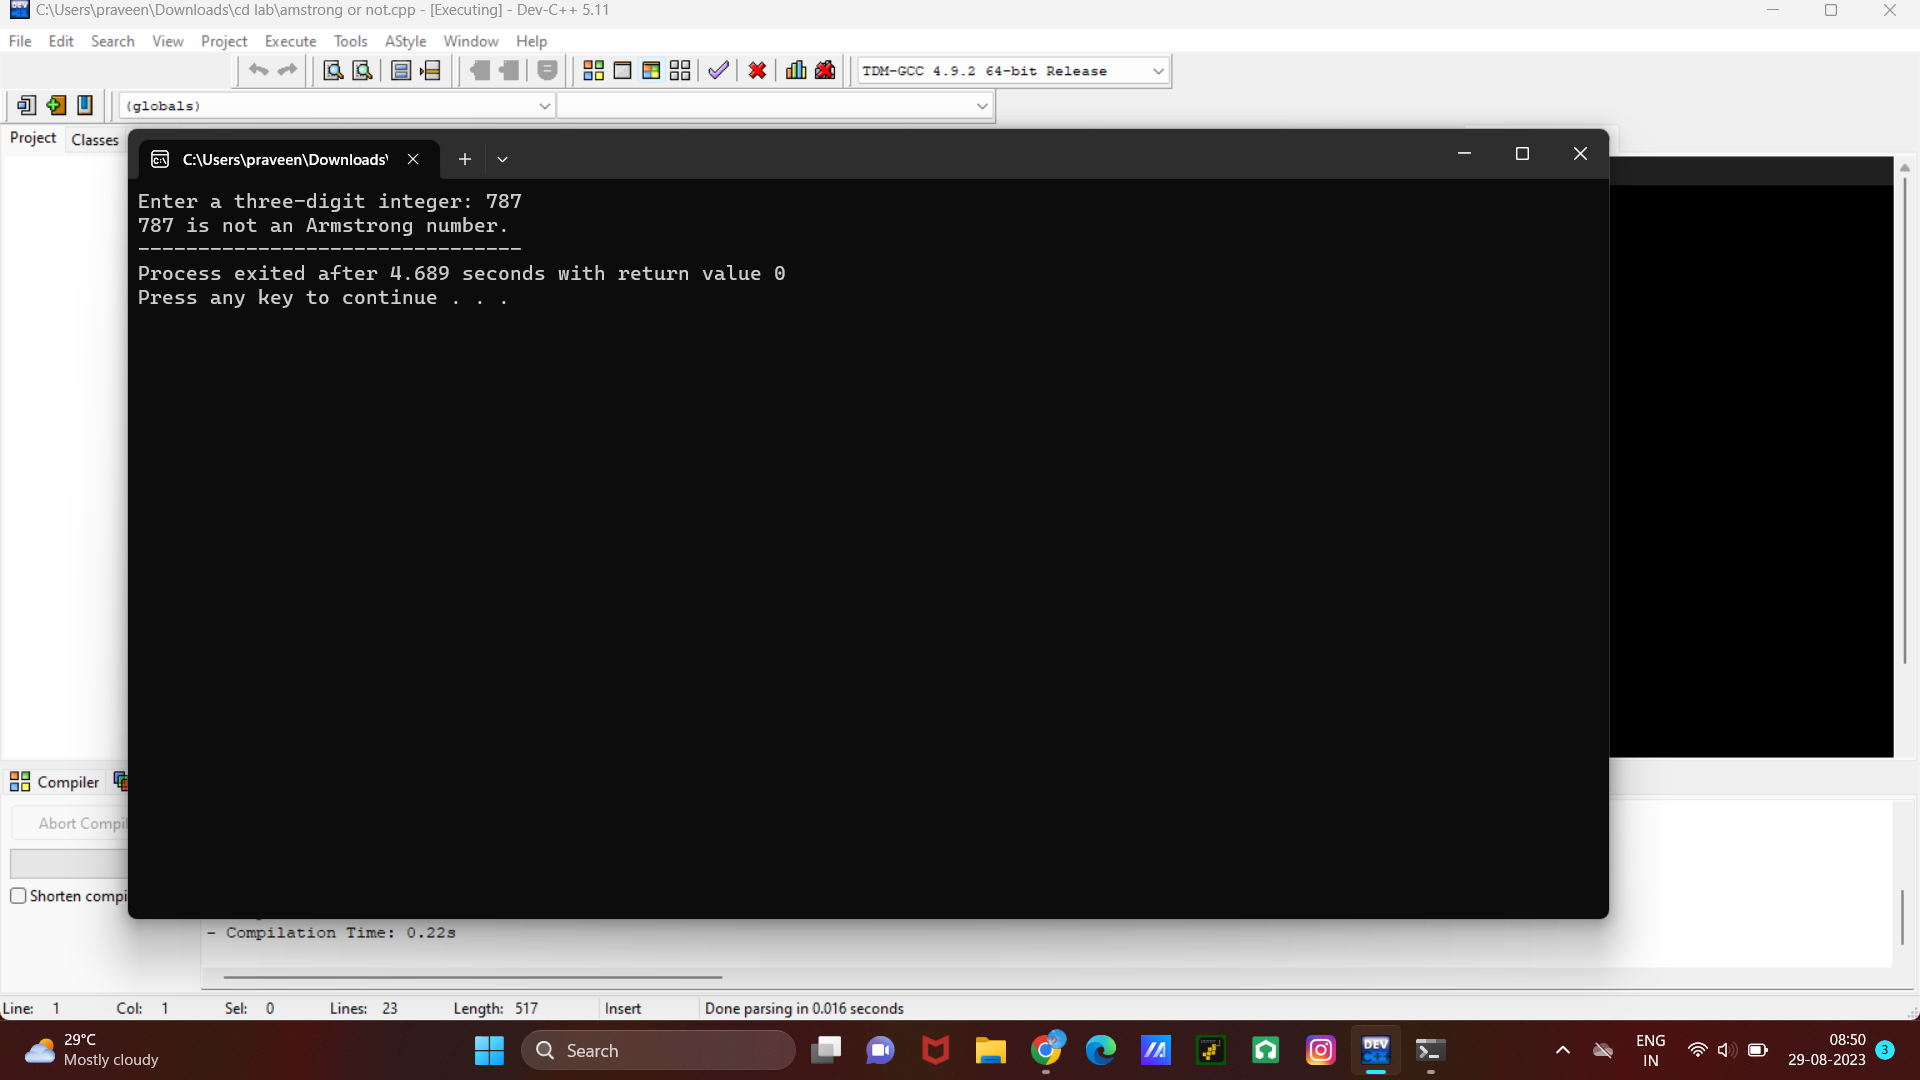 C:\Users\praveen\Downloads\cd lab\amstrong or not.cpp - [Executing] - Dev-C++ 5.11
File Edit Search View Project Execute Tools AStyle Window Help
TDM-GCC 4.9.2 64-bit Release
(globals)
Project Classes
C:\Users\praveen\Downloads\
Enter a three-digit integer: 787
787 is not an Armstrong number.
--------------------------------
Process exited after 4.689 seconds with return value 0
Press any key to continue . . .
Compiler
Abort Compil
Shorten compi
- Compilation Time: 0.22s
Line: 1 Col: 1 Sel: 0 Lines: 23 Length: 517 Insert Done parsing in 0.016 seconds
29°C
Mostly cloudy
Search
DEV
C++
ENG
IN
08:50
29-08-2023
3